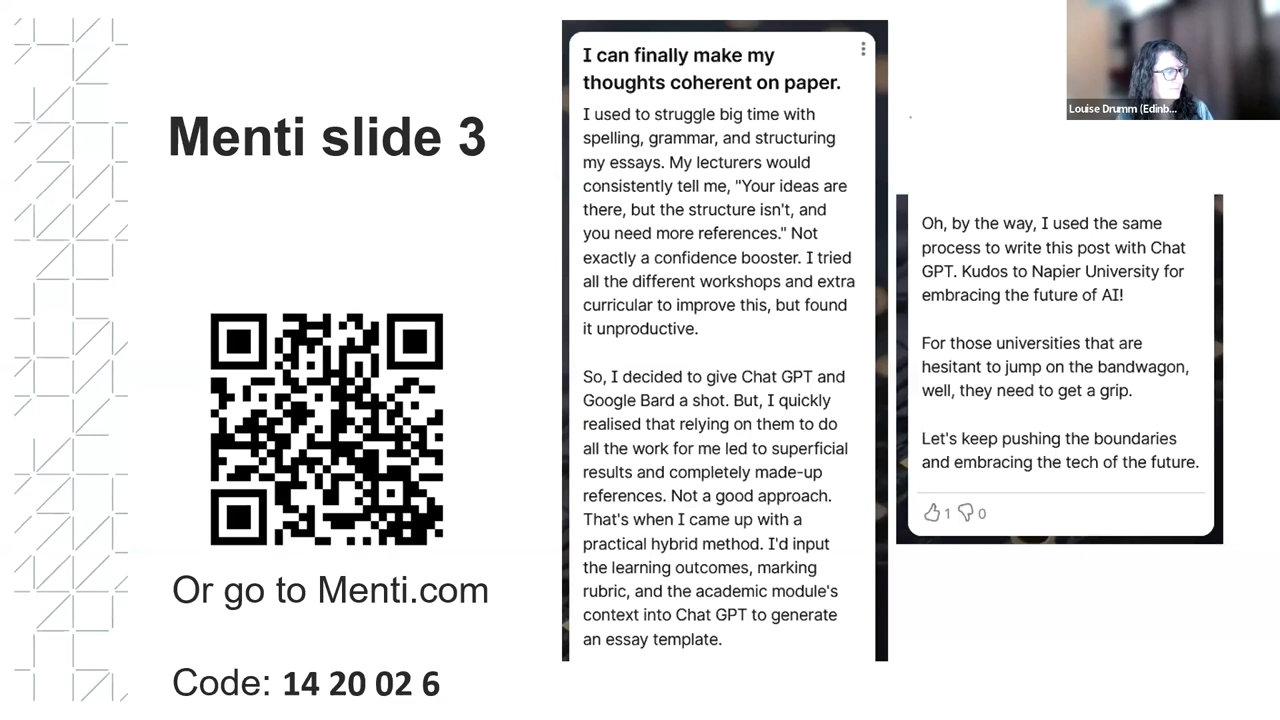 Menti slide 3
Or go to Menti.com
Code: 14 20 02 6
I can finally make my
thoughts coherent on paper.
I used to struggle big time with
spelling, grammar, and structuring
my essays. My lecturers would
consistently tell me, "Your ideas are
there, but the structure isn't, and
you need more references." Not
exactly a confidence booster. I tried
all the different workshops and extra
curricular to improve this, but found
it unproductive.
So, I decided to give Chat GPT and
Google Bard a shot. But, I quickly
realised that relying on them to do
all the work for me led to superficial
results and completely made-up
references. Not a good approach.
That's when I came up with a
practical hybrid method. I'd input
the learning outcomes, marking
rubric, and the academic module's
context into Chat GPT to generate
an essay template.
Oh, by the way, I used the same
process to write this post with Chat
GPT. Kudos to Napier University for
embracing the future of AI!
For those universities that are
hesitant to jump on the bandwagon,
well, they need to get a grip.
Let's keep pushing the boundaries
and embracing the tech of the future.
1 0
Louise Drumm (Edinb...